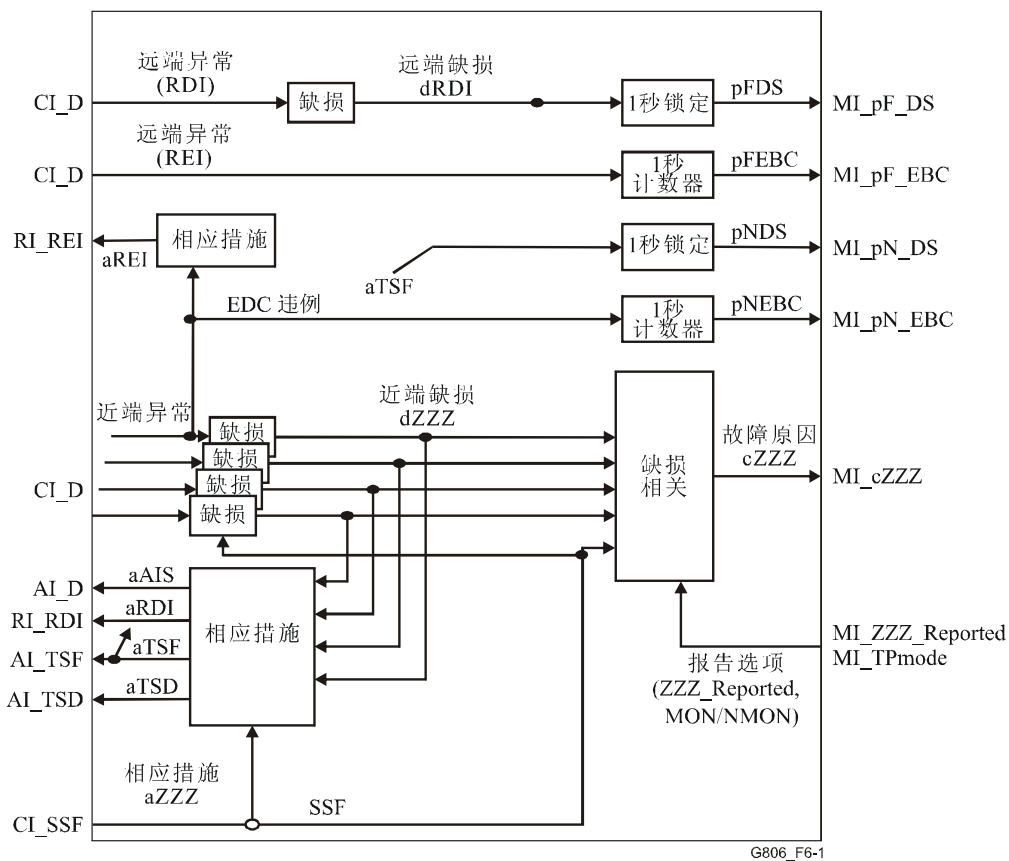 远端异常
(RDI)
远端缺损
dRDI
pFDS
CI_D
缺损
1秒锁定
MI_pF_DS
远端异常
(REI)
pFEBC
CI_D
1秒
计数器
MI_pF_EBC
RI_REI
aREI
相应措施
aTSF
1秒锁定
pNDS
MI_pN_DS
EDC 违例
1秒
计数器
pNEBC
MI_pN_EBC
近端异常
近端缺损
dZZZ
缺损
缺损
缺损
缺损
CI_D
缺损
相关
故障原因
cZZZ
MI_cZZZ
AI_D
aAIS
RI_RDI
aRDI
AI_TSF
aTSF
AI_TSD
aTSD
相应措施
MI_ZZZ_Reported
MI_TPmode
报告选项
(ZZZ_Reported,
MON/NMON)
相应措施
aZZZ
SSF
CI_SSF
G806_F6-1